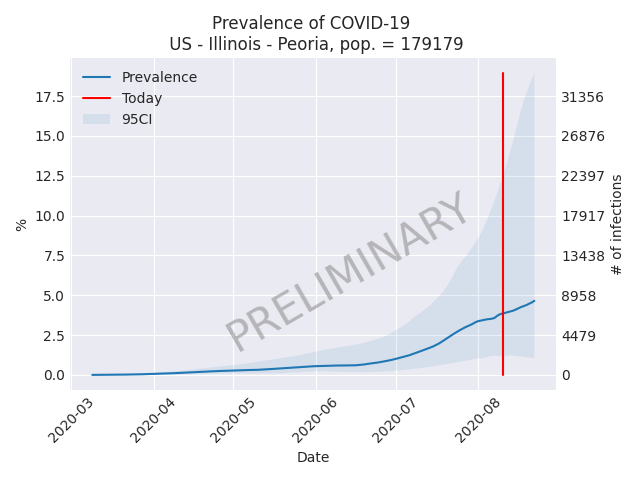 Prevalence of COVID-19
US - Illinois - Peoria, pop. = 179179
Prevalence
Today
95CI
17.5
15.0
12.5
10.0
7.5
5.0
2.5
0.0
%
31356
26876
22397
17917
13438
8958
4479
0
# of infections
PRELIMINARY
2020-03
2020-04
2020-05
2020-06
2020-07
2020-08
Date